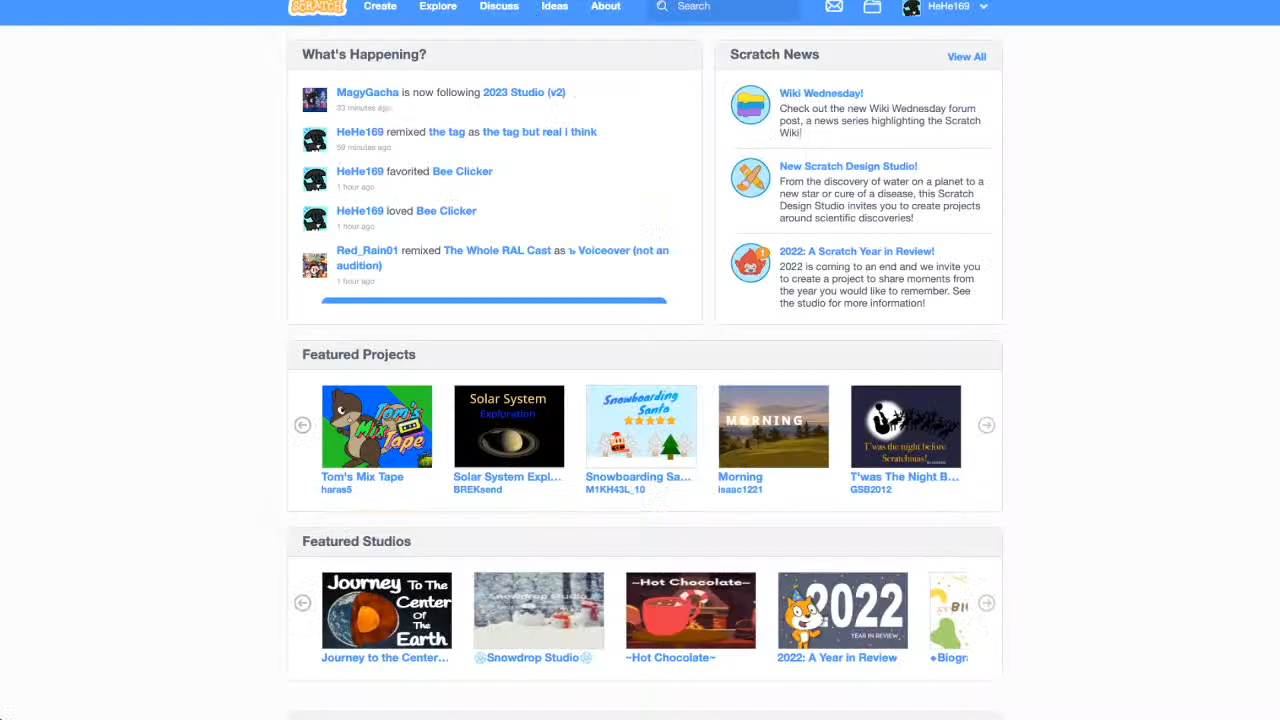 SCRATCH Create Explore Discuss Ideas About Search HeHe169
What's Happening?
MagyGacha is now following 2023 Studio (v2)
33 minutes ago
HeHe169 remixed the tag as the tag but real i think
59 minutes ago
HeHe169 favorited Bee Clicker
1 hour ago
HeHe169 loved Bee Clicker
1 hour ago
Red_Rain01 remixed The Whole RAL Cast as ъ Voiceover (not an
audition)
1 hour ago
Scratch News View All
Wiki Wednesday!
Check out the new Wiki Wednesday forum
post, a news series highlighting the Scratch
Wiki!
New Scratch Design Studio!
From the discovery of water on a planet to a
new star or cure of a disease, this Scratch
Design Studio invites you to create projects
around scientific discoveries!
2022: A Scratch Year in Review!
2022 is coming to an end and we invite you
to create a project to share moments from
the year you would like to remember. See
the studio for more information!
Featured Projects
Tom's
Mix
Tape
Tom's Mix Tape
haras5
Solar System
Exploration
Solar System Expl...
BREKsend
Snowboarding
Santa
Snowboarding Sa...
M1KH43L_10
MORNING
Morning
isaac1221
T'was the night before
Scratchmas!
T'was The Night B...
GSB2012
Featured Studios
Journey To The
Center
Of
The
Earth
Journey to the Center...
Snowdrop Studio
❄Snowdrop Studio❄
~Hot Chocolate~
~Hot Chocolate~
2022
YEAR IN REVIEW
2022: A Year in Review
BI
⬥Biogr